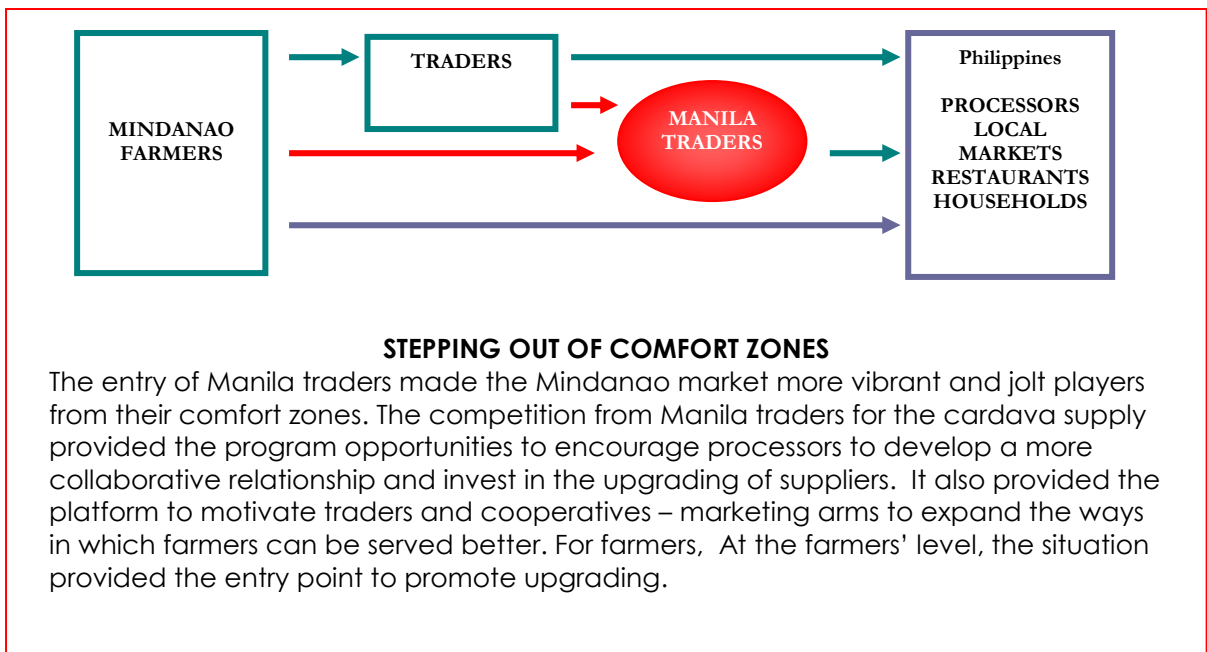 MINDANAO
FARMERS
TRADERS
MANILA
TRADERS
Philippines
PROCESSORS
LOCAL
MARKETS
RESTAURANTS
HOUSEHOLDS
STEPPING OUT OF COMFORT ZONES
The entry of Manila traders made the Mindanao market more vibrant and jolt players
from their comfort zones. The competition from Manila traders for the cardava supply
provided the program opportunities to encourage processors to develop a more
collaborative relationship and invest in the upgrading of suppliers.  It also provided the
platform to motivate traders and cooperatives – marketing arms to expand the ways
in which farmers can be served better. For farmers,  At the farmers’ level, the situation
provided the entry point to promote upgrading.